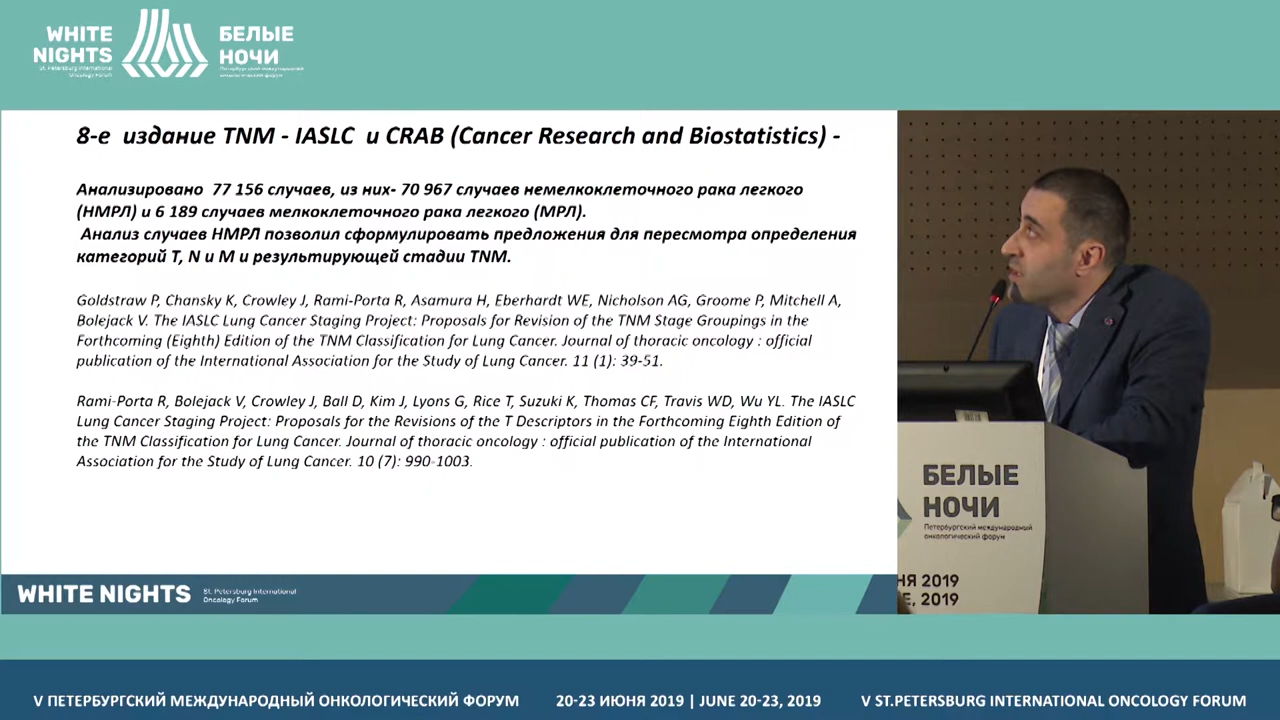 WHITE
NIGHTS
St. Petersburg International
Oncology Forum
БЕЛЫЕ
НОЧИ
Петербургский международный
онкологический форум
8-е издание TNM - IASLC и CRAB (Cancer Research and Biostatistics) -
Анализировано 77 156 случаев, из них- 70 967 случаев немелкоклеточного рака легкого
(НМРЛ) и 6 189 случаев мелкоклеточного рака легкого (МРЛ).
Анализ случаев НМРЛ позволил сформулировать предложения для пересмотра определения
категорий T, N и M и результирующей стадии TNM.
Goldstraw P, Chansky K, Crowley J, Rami-Porta R, Asamura H, Eberhardt WE, Nicholson AG, Groome P, Mitchell A,
Bolejack V. The IASLC Lung Cancer Staging Project: Proposals for Revision of the TNM Stage Groupings in the
Forthcoming (Eighth) Edition of the TNM Classification for Lung Cancer. Journal of thoracic oncology : official
publication of the International Association for the Study of Lung Cancer. 11 (1): 39-51.
Rami-Porta R, Bolejack V, Crowley J, Ball D, Kim J, Lyons G, Rice T, Suzuki K, Thomas CF, Travis WD, Wu YL. The IASLC
Lung Cancer Staging Project: Proposals for the Revisions of the T Descriptors in the Forthcoming Eighth Edition of
the TNM Classification for Lung Cancer. Journal of thoracic oncology : official publication of the International
Association for the Study of Lung Cancer. 10 (7): 990-1003.
WHITE NIGHTS
St. Petersburg International
Oncology Forum
БЕЛЫЕ
НОЧИ
Петербургский международный
онкологический форум
НЯ 2019
E, 2019
V ПЕТЕРБУРГСКИЙ МЕЖДУНАРОДНЫЙ ОНКОЛОГИЧЕСКИЙ ФОРУМ
20-23 ИЮНЯ 2019 | JUNE 20-23, 2019
V ST.PETERSBURG INTERNATIONAL ONCOLOGY FORUM